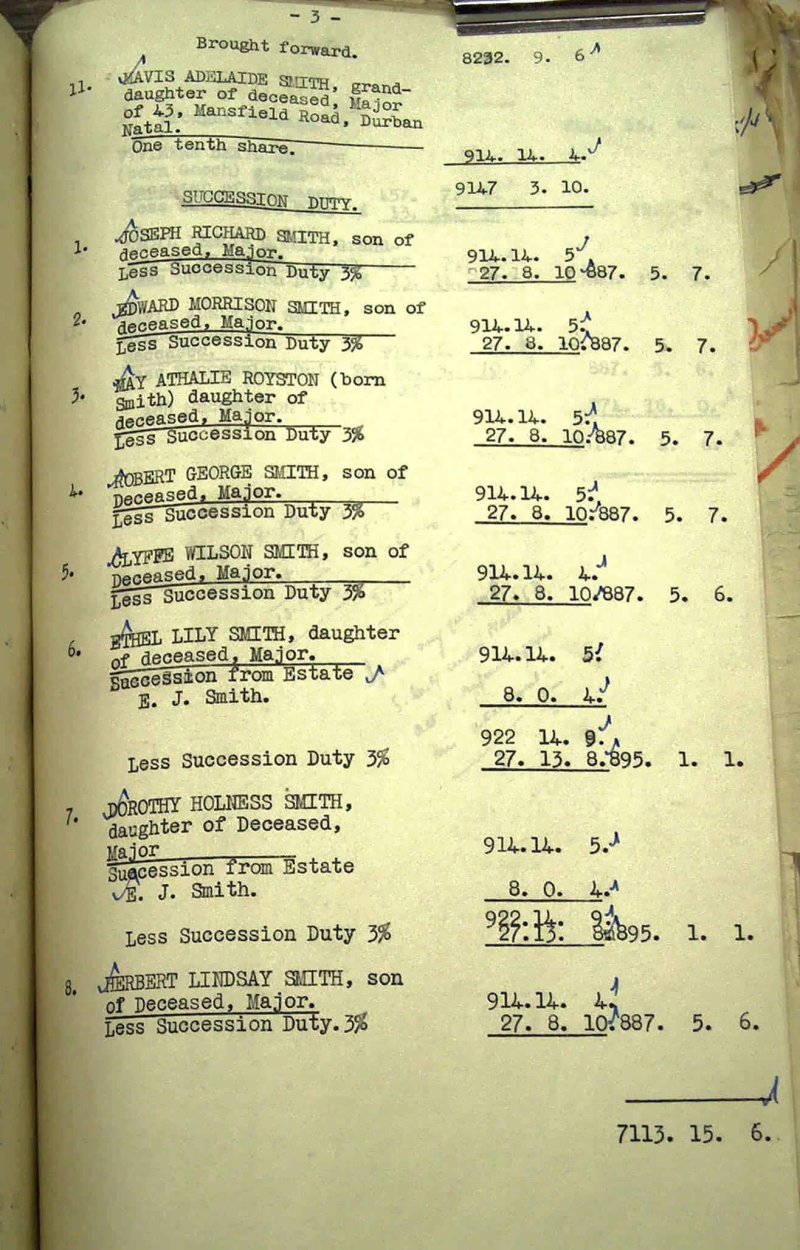 - 3 -
Brought forward. 8232. 9. 6
11. MAVIS ADELAIDE SMITH, grand-
daughter of deceased, Major
of 43, Mansfield Road, Durban
Natal.
One tenth share. 914. 14. 4.
9147 3. 10.
SUCCESSION DUTY.
1. JOSEPH RICHARD SMITH, son of
deceased, Major. 914.14. 5
Less Succession Duty 3% 27. 8. 10 887. 5. 7.
2. EDWARD MORRISON SMITH, son of
deceased, Major. 914.14. 5.
Less Succession Duty 3% 27. 8. 10. 887. 5. 7.
3. MAY ATHALIE ROYSTON (born
Smith) daughter of
deceased, Major. 914.14. 5.
Less Succession Duty 3% 27. 8. 10. 887. 5. 7.
4. ROBERT GEORGE SMITH, son of
Deceased, Major. 914.14. 5.
Less Succession Duty 3% 27. 8. 10. 887. 5. 7.
5. CLYFFE WILSON SMITH, son of
Deceased, Major. 914.14. 4.
Less Succession Duty 3% 27. 8. 10. 887. 5. 6.
6. ETHEL LILY SMITH, daughter
of deceased, Major. 914.14. 5.
Succession from Estate
E. J. Smith. 8. 0. 4.
922 14. 9.
Less Succession Duty 3% 27. 13. 8. 895. 1. 1.
7. DOROTHY HOLNESS SMITH,
daughter of Deceased,
Major 914.14. 5.
Succession from Estate
E. J. Smith. 8. 0. 4.
922.14. 9.
Less Succession Duty 3% 27.13. 8. 895. 1. 1.
8. HERBERT LINDSAY SMITH, son
of Deceased, Major. 914.14. 4.
Less Succession Duty. 3% 27. 8. 10. 887. 5. 6.
7113. 15. 6.